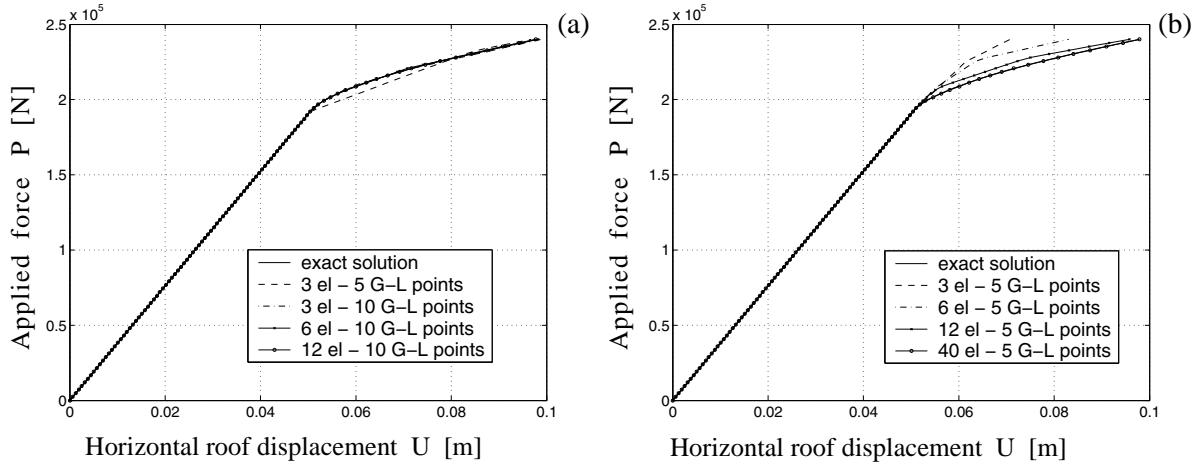 x 10⁵
(a)
2.5
2
1.5
1
0.5
0
0
0.02
0.04
0.06
0.08
0.1
Applied force P [N]
Horizontal roof displacement U [m]
exact solution
3 el – 5 G–L points
3 el – 10 G–L points
6 el – 10 G–L points
12 el – 10 G–L points
x 10⁵
(b)
2.5
2
1.5
1
0.5
0
0
0.02
0.04
0.06
0.08
0.1
Applied force P [N]
Horizontal roof displacement U [m]
exact solution
3 el – 5 G–L points
6 el – 5 G–L points
12 el – 5 G–L points
40 el – 5 G–L points